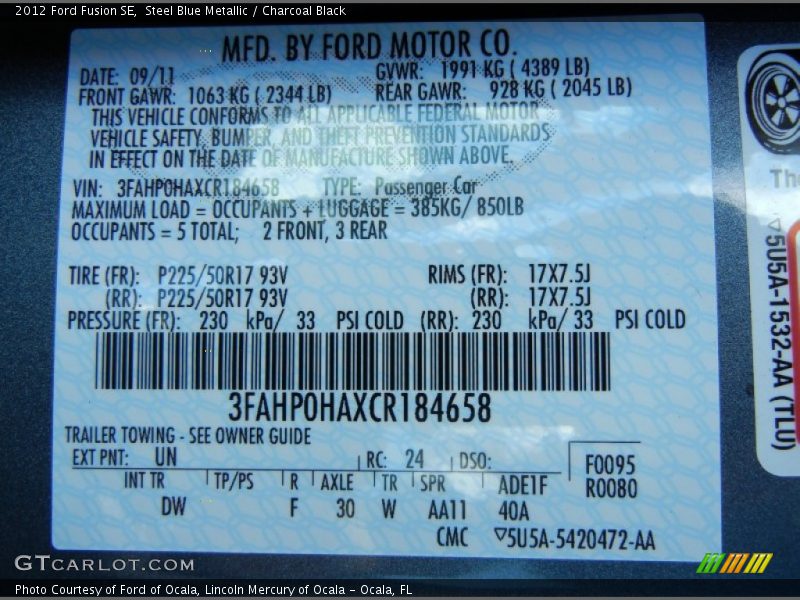 2012 Ford Fusion SE, Steel Blue Metallic / Charcoal Black
MFD. BY FORD MOTOR CO.
DATE: 09/11 GVWR: 1991 KG ( 4389 LB)
FRONT GAWR: 1063 KG ( 2344 LB) REAR GAWR: 928 KG ( 2045 LB)
THIS VEHICLE CONFORMS TO ALL APPLICABLE FEDERAL MOTOR
VEHICLE SAFETY, BUMPER, AND THEFT PREVENTION STANDARDS
IN EFFECT ON THE DATE OF MANUFACTURE SHOWN ABOVE.
VIN: 3FAHP0HAXCR184658 TYPE: Passenger Car
MAXIMUM LOAD = OCCUPANTS + LUGGAGE = 385KG/ 850LB
OCCUPANTS = 5 TOTAL; 2 FRONT, 3 REAR
TIRE (FR): P225/50R17 93V RIMS (FR): 17X7.5J
(RR): P225/50R17 93V (RR): 17X7.5J
PRESSURE (FR): 230 kPa/ 33 PSI COLD (RR): 230 kPa/ 33 PSI COLD
3FAHP0HAXCR184658
TRAILER TOWING - SEE OWNER GUIDE
EXT PNT: UN RC: 24 DSO: F0095
INT TR TP/PS R AXLE TR SPR ADE1F R0080
DW F 30 W AA11 40A
CMC 5U5A-5420472-AA
The
5U5A-1532-AA (TLU)
GTCARLOT.COM
Photo Courtesy of Ford of Ocala, Lincoln Mercury of Ocala – Ocala, FL